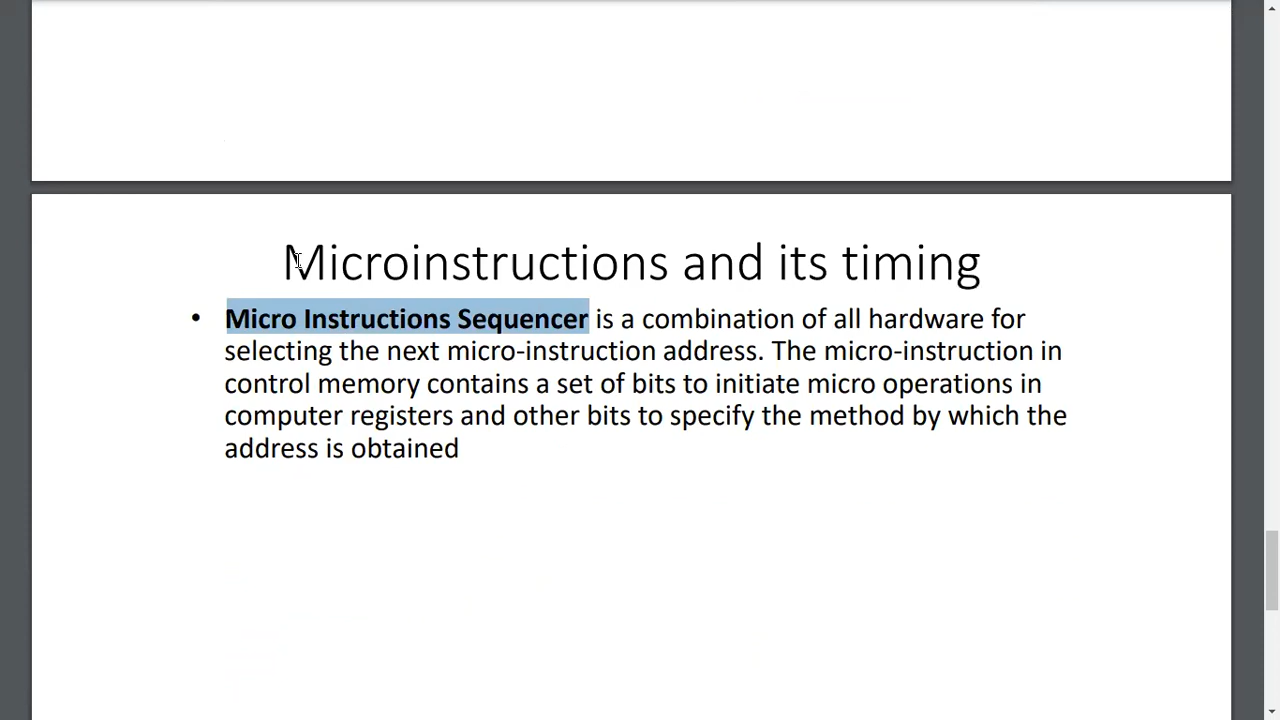 Microinstructions and its timing
• Micro Instructions Sequencer is a combination of all hardware for
selecting the next micro-instruction address. The micro-instruction in
control memory contains a set of bits to initiate micro operations in
computer registers and other bits to specify the method by which the
address is obtained